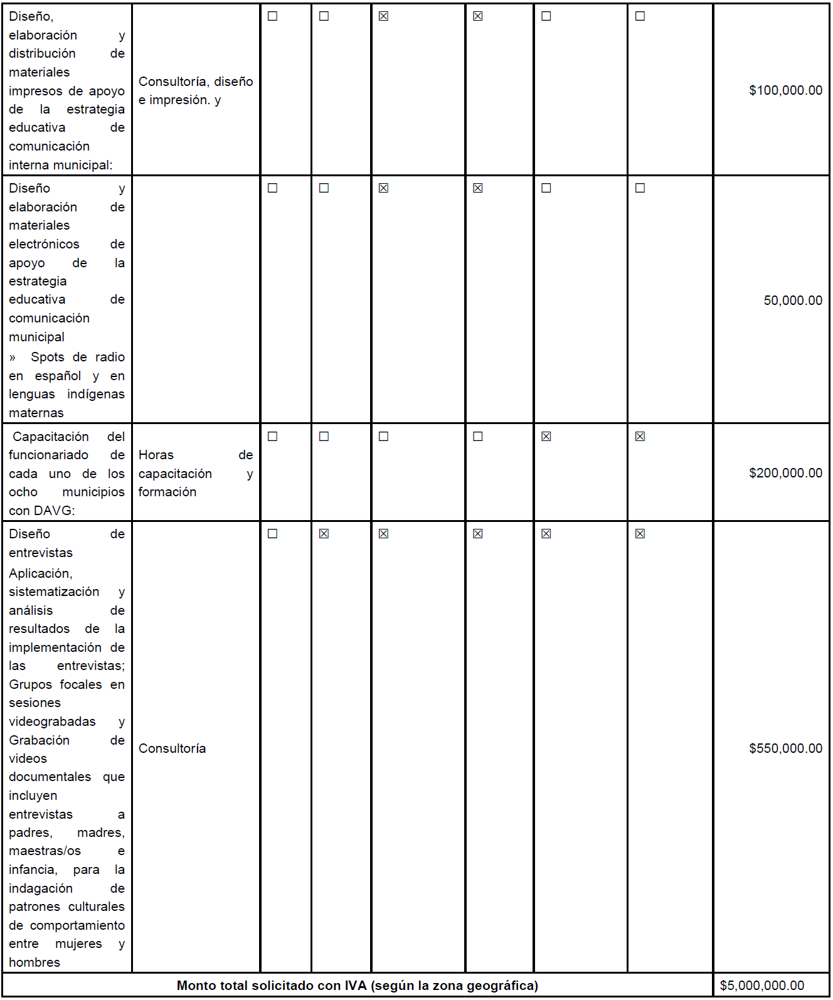 Diseño,
elaboración y
distribución de
materiales
impresos de apoyo
de la estrategia
educativa de
comunicación
interna municipal:
Consultoría, diseño
e impresión. y
☐ ☐ ☒ ☒ ☐ ☐
$100,000.00
Diseño y
elaboración de
materiales
electrónicos de
apoyo de la
estrategia
educativa de
comunicación
municipal
» Spots de radio
en español y en
lenguas indígenas
maternas
☐ ☐ ☒ ☒ ☐ ☐
50,000.00
Capacitación del
funcionariado de
cada uno de los
ocho municipios
con DAVG:
Horas de
capacitación y
formación
☐ ☐ ☐ ☐ ☒ ☒
$200,000.00
Diseño de
entrevistas
Aplicación,
sistematización y
análisis de
resultados de la
implementación de
las entrevistas;
Grupos focales en
sesiones
videograbadas y
Grabación de
videos
documentales que
incluyen
entrevistas a
padres, madres,
maestras/os e
infancia, para la
indagación de
patrones culturales
de comportamiento
entre mujeres y
hombres
Consultoría
☐ ☒ ☒ ☒ ☒ ☒
$550,000.00
Monto total solicitado con IVA (según la zona geográfica)
$5,000,000.00